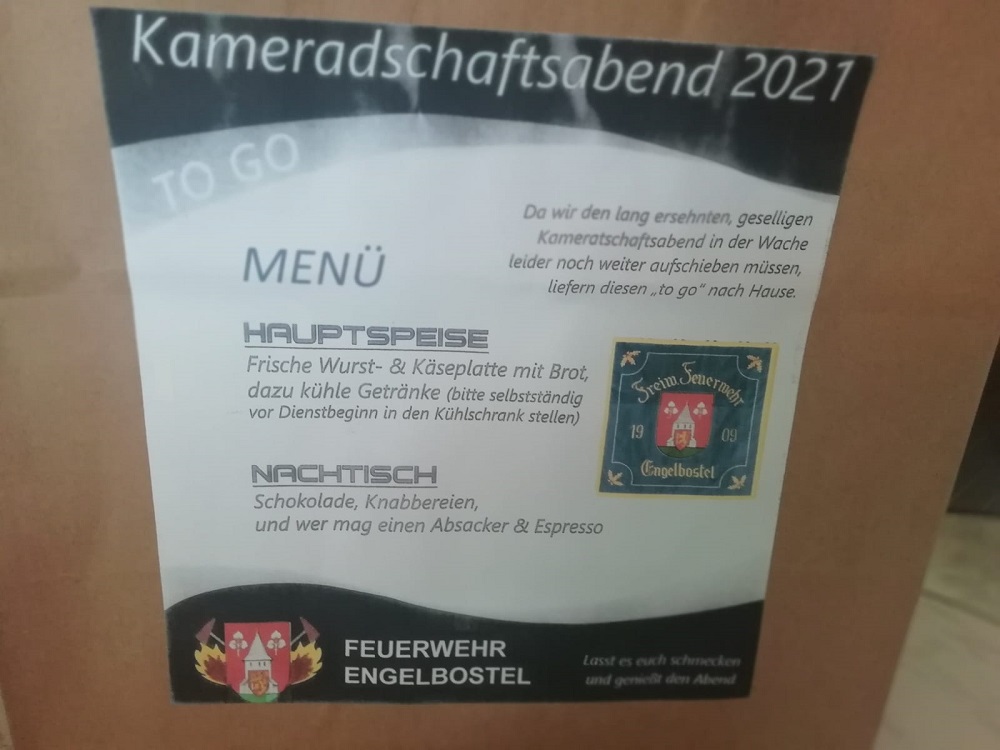 Kameradschaftsabend 2021
TO GO
Da wir den lang ersehnten, geselligen
Kameratschaftsabend in der Wache
leider noch weiter aufschieben müssen,
liefern diesen „to go“ nach Hause.
MENÜ
HAUPTSPEISE
Frische Wurst- & Käseplatte mit Brot,
dazu kühle Getränke (bitte selbstständig
vor Dienstbeginn in den Kühlschrank stellen)
Freiw. Feuerwehr
19 09
Engelbostel
NACHTISCH
Schokolade, Knabbereien,
und wer mag einen Absacker & Espresso
FEUERWEHR
ENGELBOSTEL
Lasst es euch schmecken
und genießt den Abend